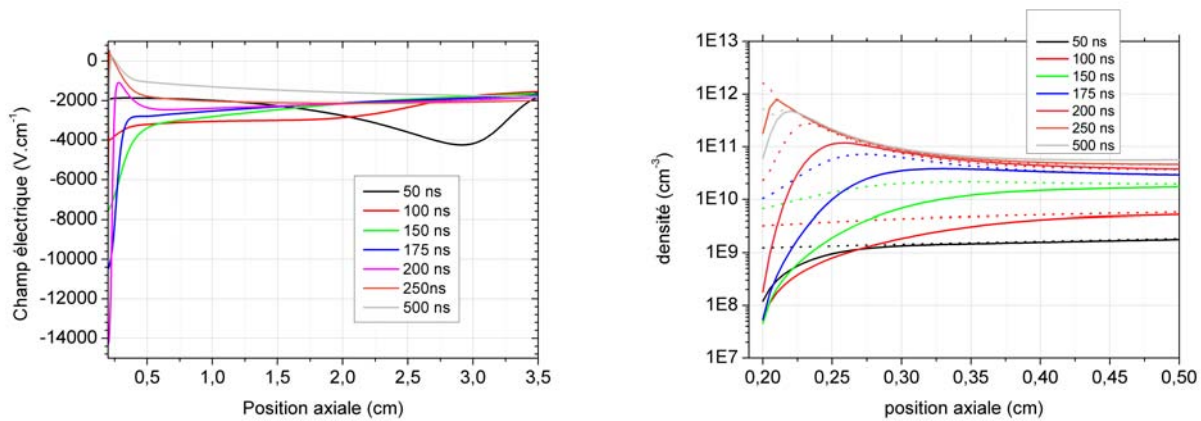 Champ électrique (V.cm⁻¹)
0
-2000
-4000
-6000
-8000
-10000
-12000
-14000
50 ns
100 ns
150 ns
175 ns
200 ns
250ns
500 ns
0,5
1,0
1,5
2,0
2,5
3,0
3,5
Position axiale (cm)
densité (cm⁻³)
1E13
1E12
1E11
1E10
1E9
1E8
1E7
50 ns
100 ns
150 ns
175 ns
200 ns
250 ns
500 ns
0,20
0,25
0,30
0,35
0,40
0,45
0,50
position axiale (cm)